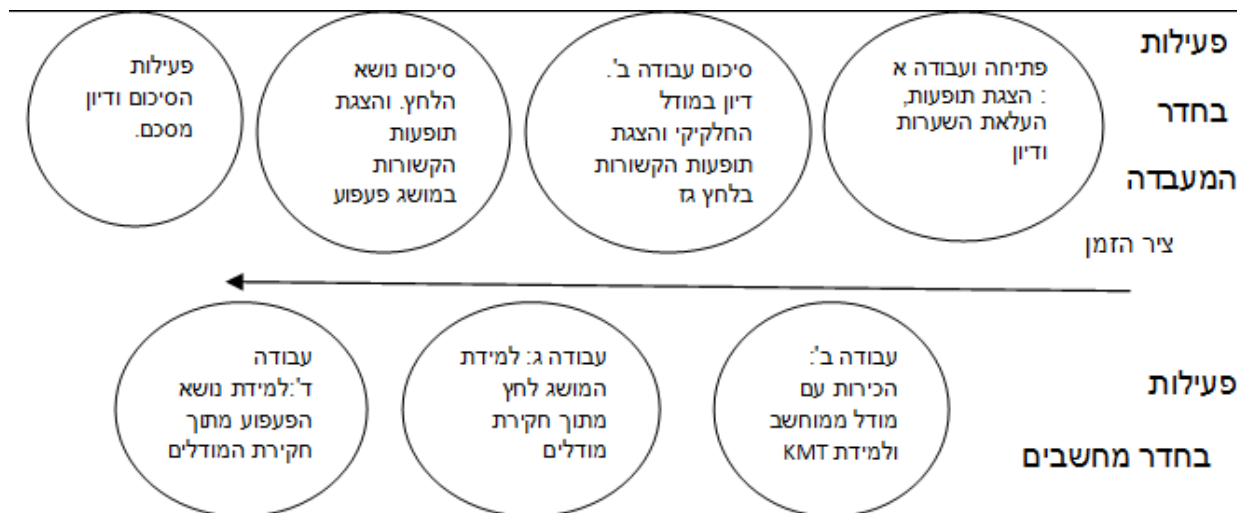 פעילות
בחדר
המעבדה
פתיחה ועבודה א
: הצגת תופעות,
העלאת השערות
ודיון
סיכום עבודה ב'.
דיון במודל
החלקיקי והצגת
תופעות הקשורות
בלחץ גז
סיכום נושא
הלחץ. והצגת
תופעות
הקשורות
במושג פעפוע
פעילות
הסיכום ודיון
מסכם.
ציר הזמן
פעילות
בחדר מחשבים
עבודה ב':
הכירות עם
מודל ממוחשב
ולמידת KMT
עבודה ג: למידת
המושג לחץ
מתוך חקירת
מודלים
עבודה
ד':למידת נושא
הפעפוע מתוך
חקירת המודלים